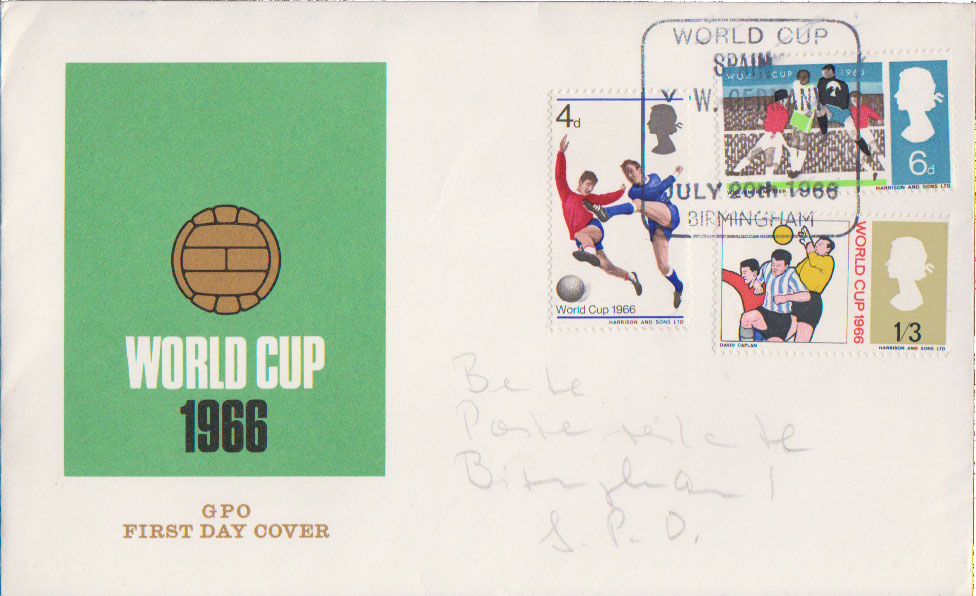 WORLD CUP
1966
GPO
FIRST DAY COVER
WORLD CUP
SPAIN
V W. GERMANY
JULY 20th 1966
BIRMINGHAM
4d
World Cup 1966
HARRISON AND SONS LTD
WORLD CUP 1966
6d
HARRISON AND SONS LTD
WORLD CUP 1966
1/3
DAVID CAPLAN
HARRISON AND SONS LTD
Poste restante
Birmingham 1